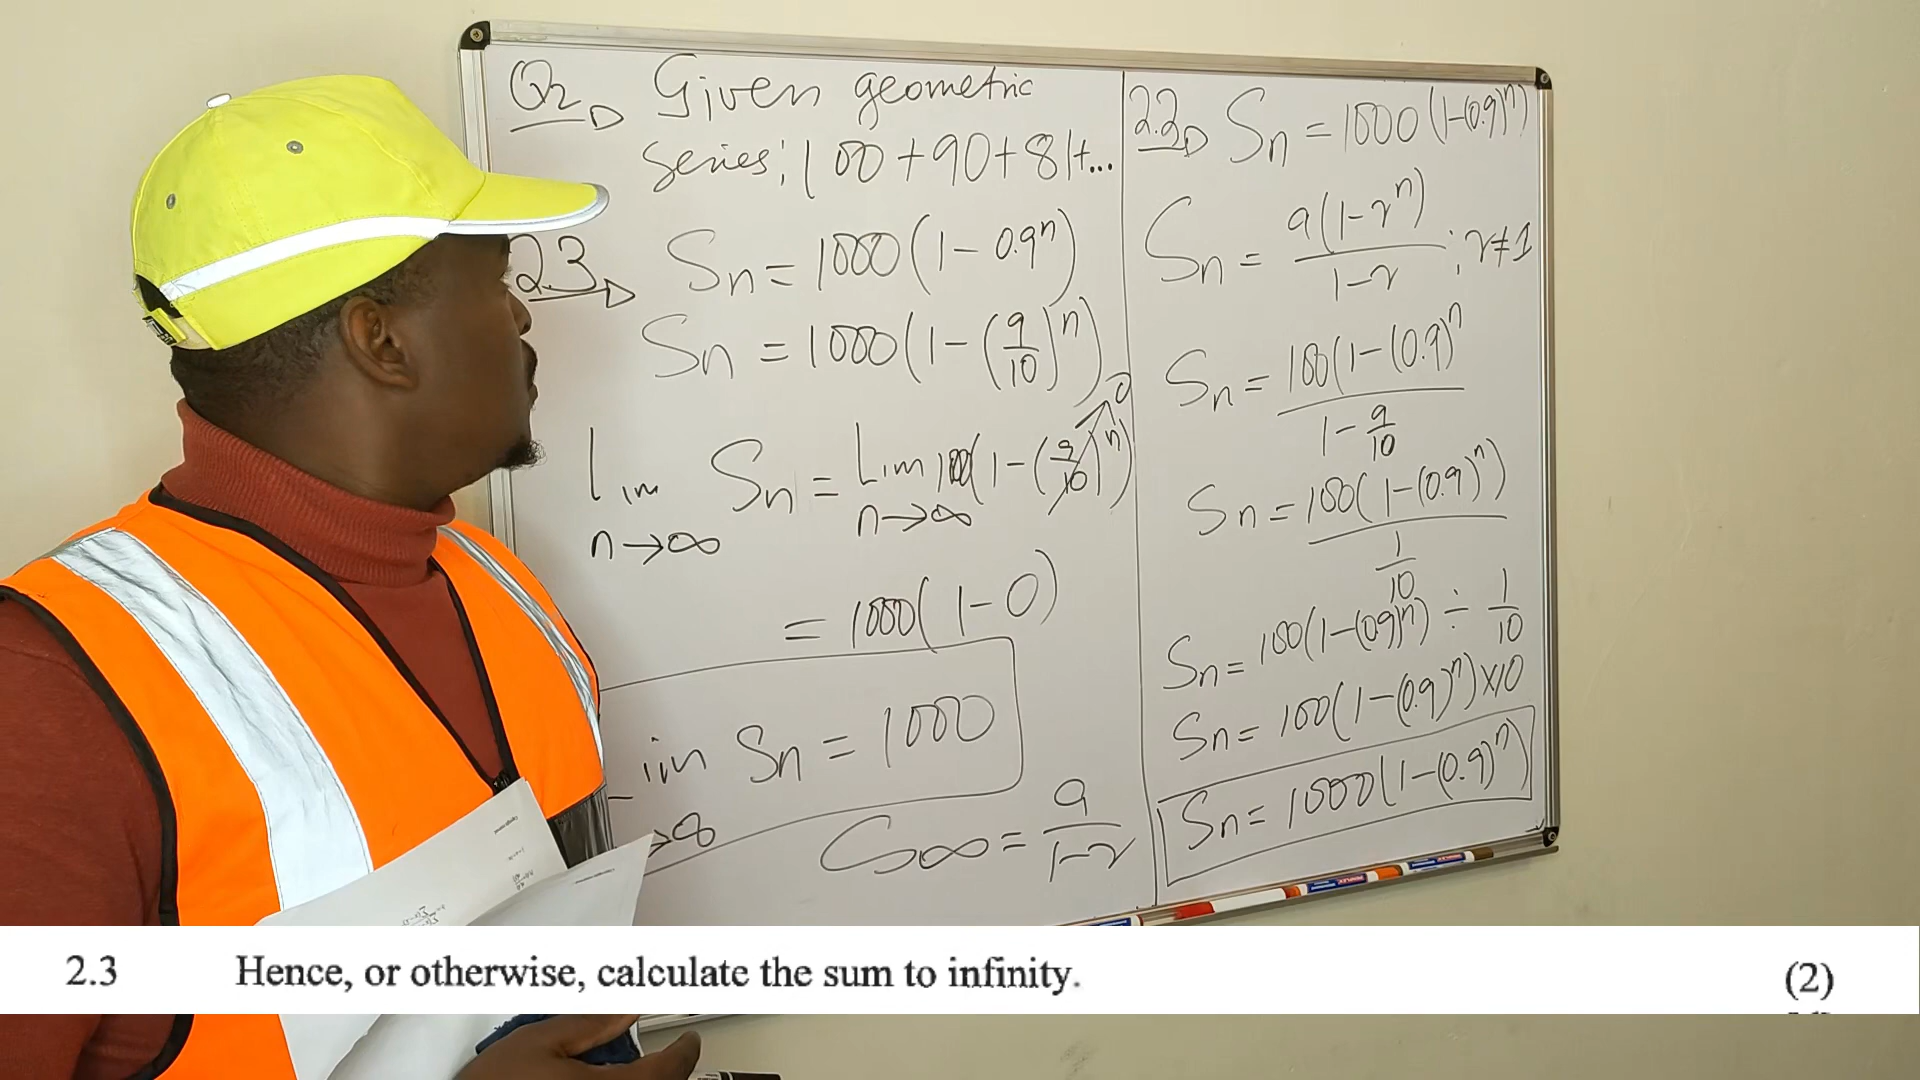 Q2 Given geometric
series; 100 + 90 + 81 + ...
2.3 Sn = 1000(1 - 0.9^n)
Sn = 1000(1 - (9/10)^n)
Lim n→∞ Sn = Lim n→∞ 1000(1 - (9/10)^n) 0
= 1000(1 - 0)
Lim Sn = 1000
→∞
S∞ = a/1-r
2.2 Sn = 1000(1-(0.9)^n)
Sn = a(1-r^n)/1-r ; r≠1
Sn = 100(1-(0.9)^n/1 - 9/10
Sn = 100(1-(0.9)^n)/1/10
Sn = 100(1-(0.9)^n) ÷ 1/10
Sn = 100(1-(0.9)^n) × 10
Sn = 1000(1-(0.9)^n)
2.3 Hence, or otherwise, calculate the sum to infinity. (2)